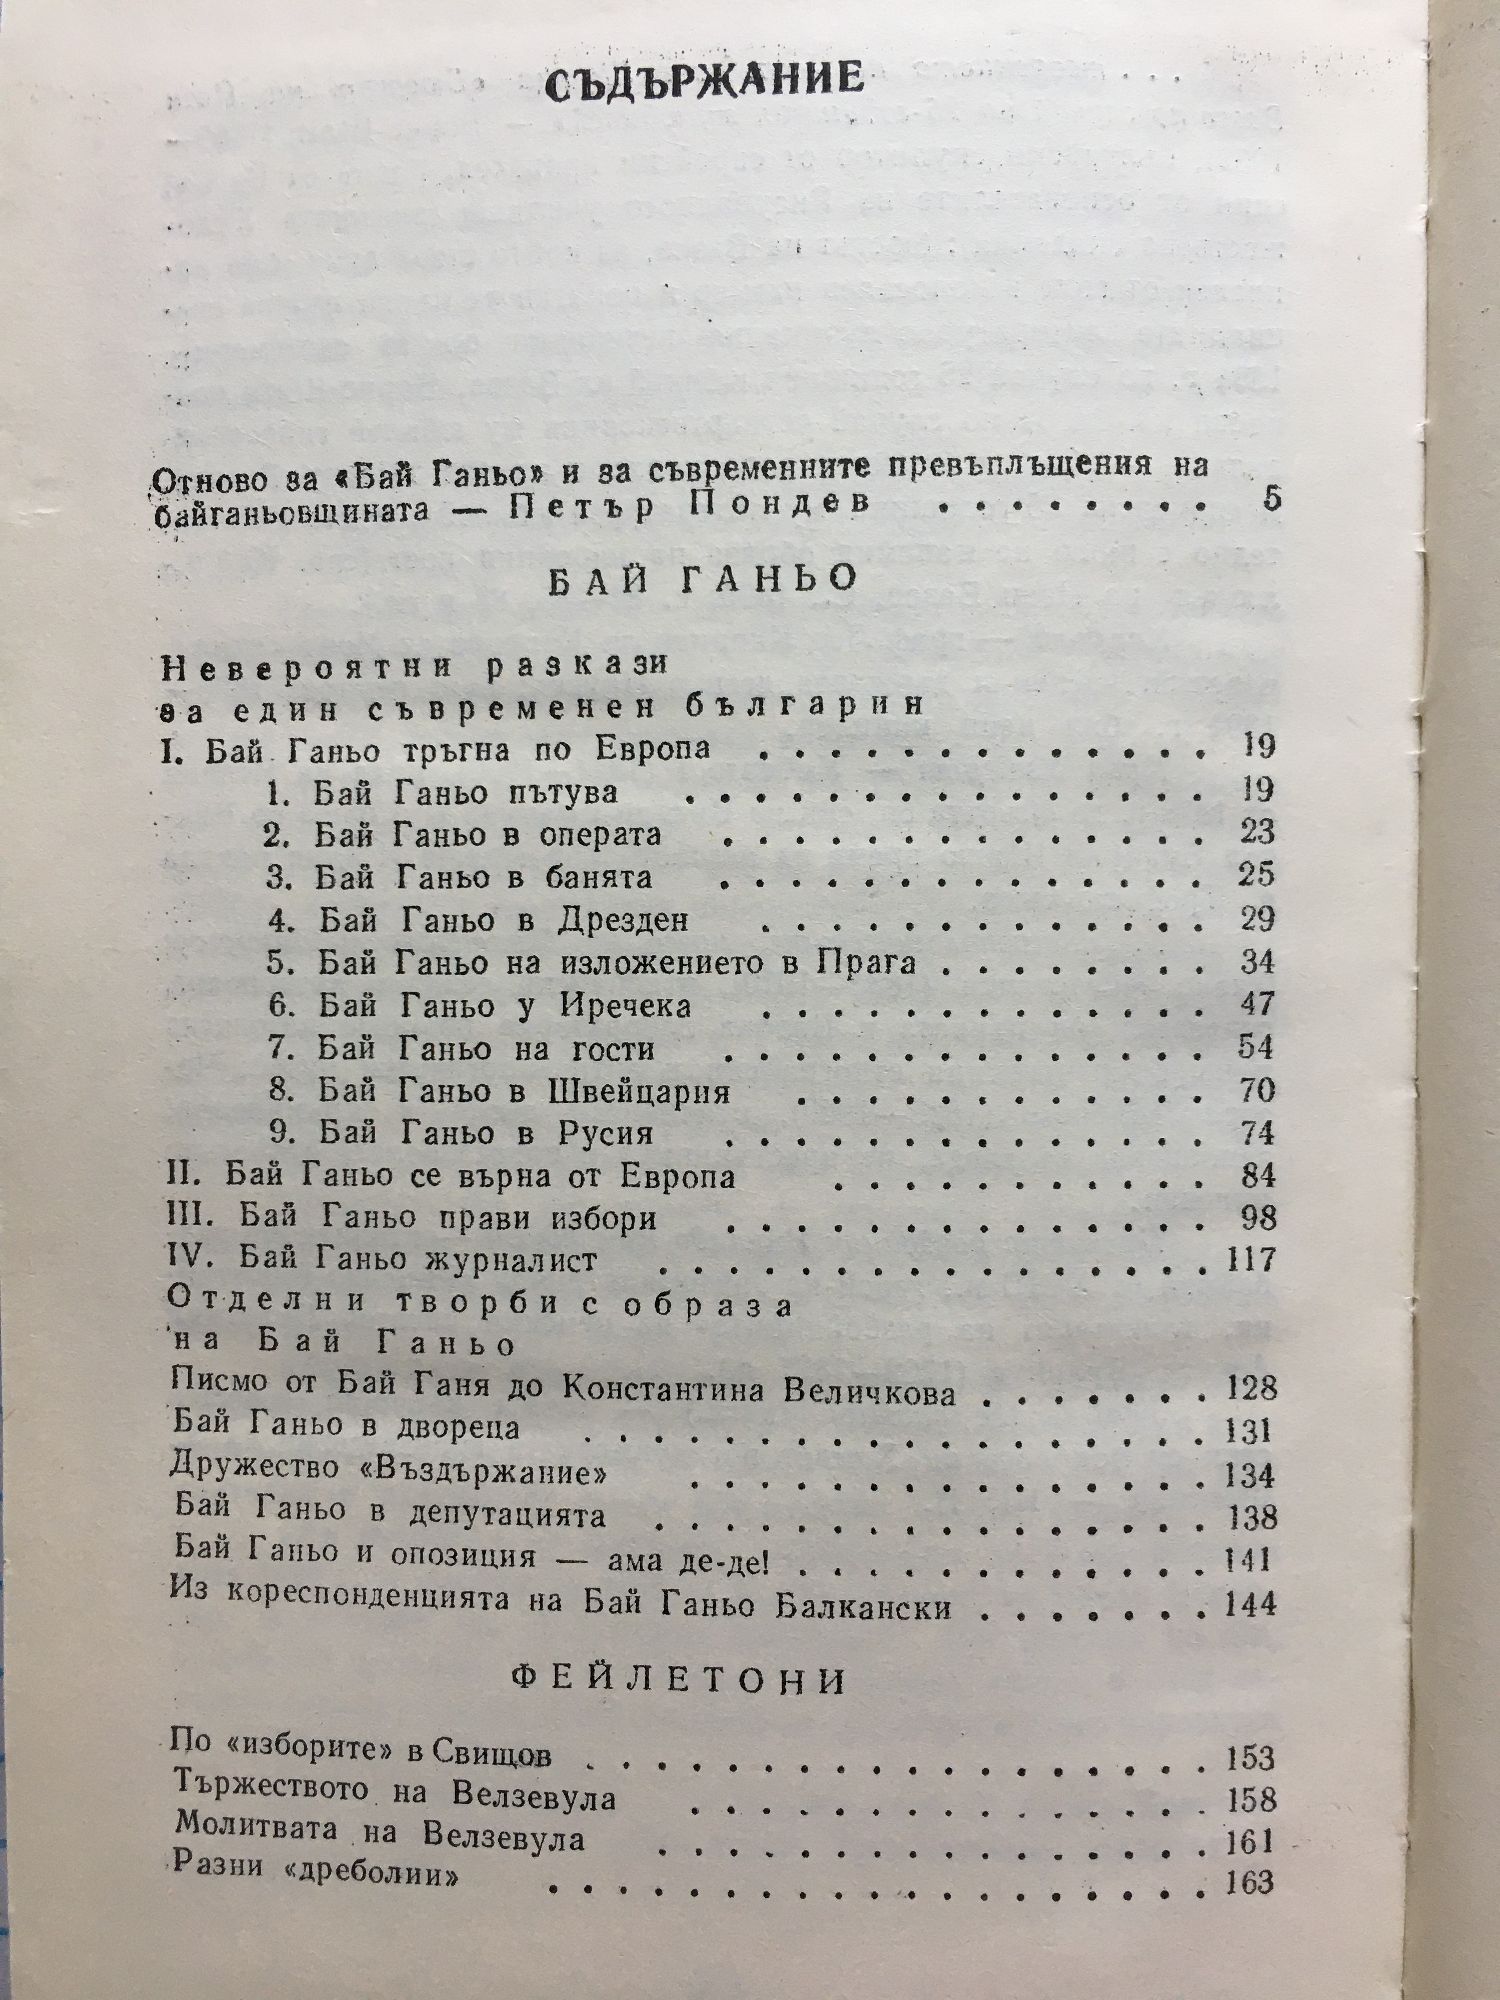 СЪДЪРЖАНИЕ
Отново за «Бай Ганьо» и за съвременните превъплъщения на
байганьовщината — Петър Пондев . . . . . . . . 5
БАЙ ГАНЬО
Невероятни разкази
за един съвременен българин
I. Бай Ганьо тръгна по Европа . . . . . . . . . . . . . 19
1. Бай Ганьо пътува . . . . . . . . . . . . . . . 19
2. Бай Ганьо в операта . . . . . . . . . . . . . . 23
3. Бай Ганьо в банята . . . . . . . . . . . . . . 25
4. Бай Ганьо в Дрезден . . . . . . . . . . . . . 29
5. Бай Ганьо на изложението в Прага . . . . . . . . 34
6. Бай Ганьо у Иречека . . . . . . . . . . . . . 47
7. Бай Ганьо на гости . . . . . . . . . . . . . . 54
8. Бай Ганьо в Швейцария . . . . . . . . . . . . 70
9. Бай Ганьо в Русия . . . . . . . . . . . . . . 74
II. Бай Ганьо се върна от Европа . . . . . . . . . . . 84
III. Бай Ганьо прави избори . . . . . . . . . . . . . . 98
IV. Бай Ганьо журналист . . . . . . . . . . . . . . . . 117
Отделни творби с образа
на Бай Ганьо
Писмо от Бай Ганя до Константина Величкова . . . . . . . 128
Бай Ганьо в двореца . . . . . . . . . . . . . . . . . . 131
Дружество «Въздържание» . . . . . . . . . . . . . . . 134
Бай Ганьо в депутацията . . . . . . . . . . . . . . . . 138
Бай Ганьо и опозиция — ама де-де! . . . . . . . . . . . . 141
Из кореспонденцията на Бай Ганьо Балкански . . . . . . . 144
ФЕЙЛЕТОНИ
По «изборите» в Свищов . . . . . . . . . . . . . . . . . . 153
Тържеството на Велзевула . . . . . . . . . . . . . . . 158
Молитвата на Велзевула . . . . . . . . . . . . . . . . 161
Разни «дреболии» . . . . . . . . . . . . . . . . . . . 163